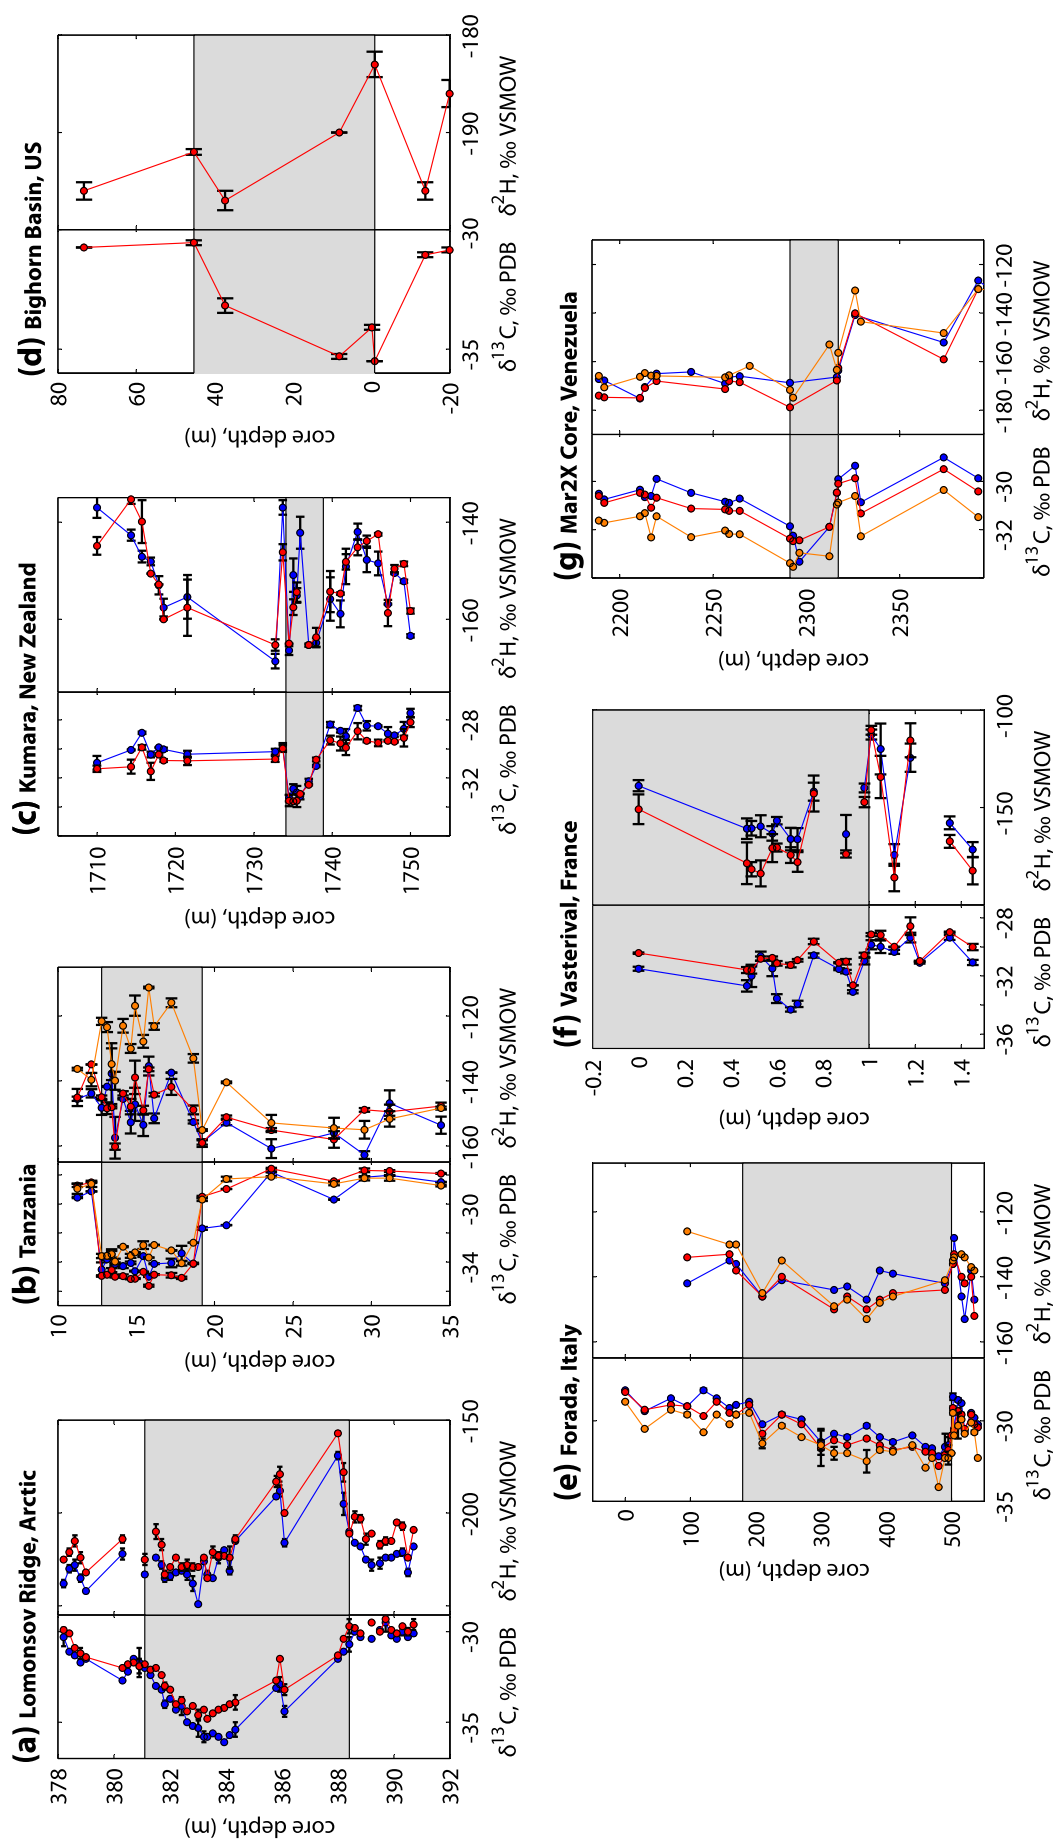 (a) Lomonsov Ridge, Arctic
378
380
382
384
386
388
390
392
core depth, (m)
-35
-30
δ13C, ‰ PDB
-200
-150
δ2H, ‰ VSMOW
(b) Tanzania
10
15
20
25
30
35
core depth, (m)
-34
-30
δ13C, ‰ PDB
-160
-140
-120
δ2H, ‰ VSMOW
(c) Kumara, New Zealand
1710
1720
1730
1740
1750
core depth, (m)
-32
-28
δ13C, ‰ PDB
-160
-140
δ2H, ‰ VSMOW
(d) Bighorn Basin, US
80
60
40
20
0
-20
core depth, (m)
-35
-30
δ13C, ‰ PDB
-190
-180
δ2H, ‰ VSMOW
(e) Forada, Italy
0
100
200
300
400
500
core depth, (m)
-35
-30
δ13C, ‰ PDB
-160
-140
-120
δ2H, ‰ VSMOW
(f) Vasterival, France
-0.2
0
0.2
0.4
0.6
0.8
1
1.2
1.4
core depth, (m)
-36
-32
-28
δ13C, ‰ PDB
-150
-100
δ2H, ‰ VSMOW
(g) Mar2X Core, Venezuela
2200
2250
2300
2350
core depth, (m)
-32
-30
δ13C, ‰ PDB
-180
-160
-140
-120
δ2H, ‰ VSMOW